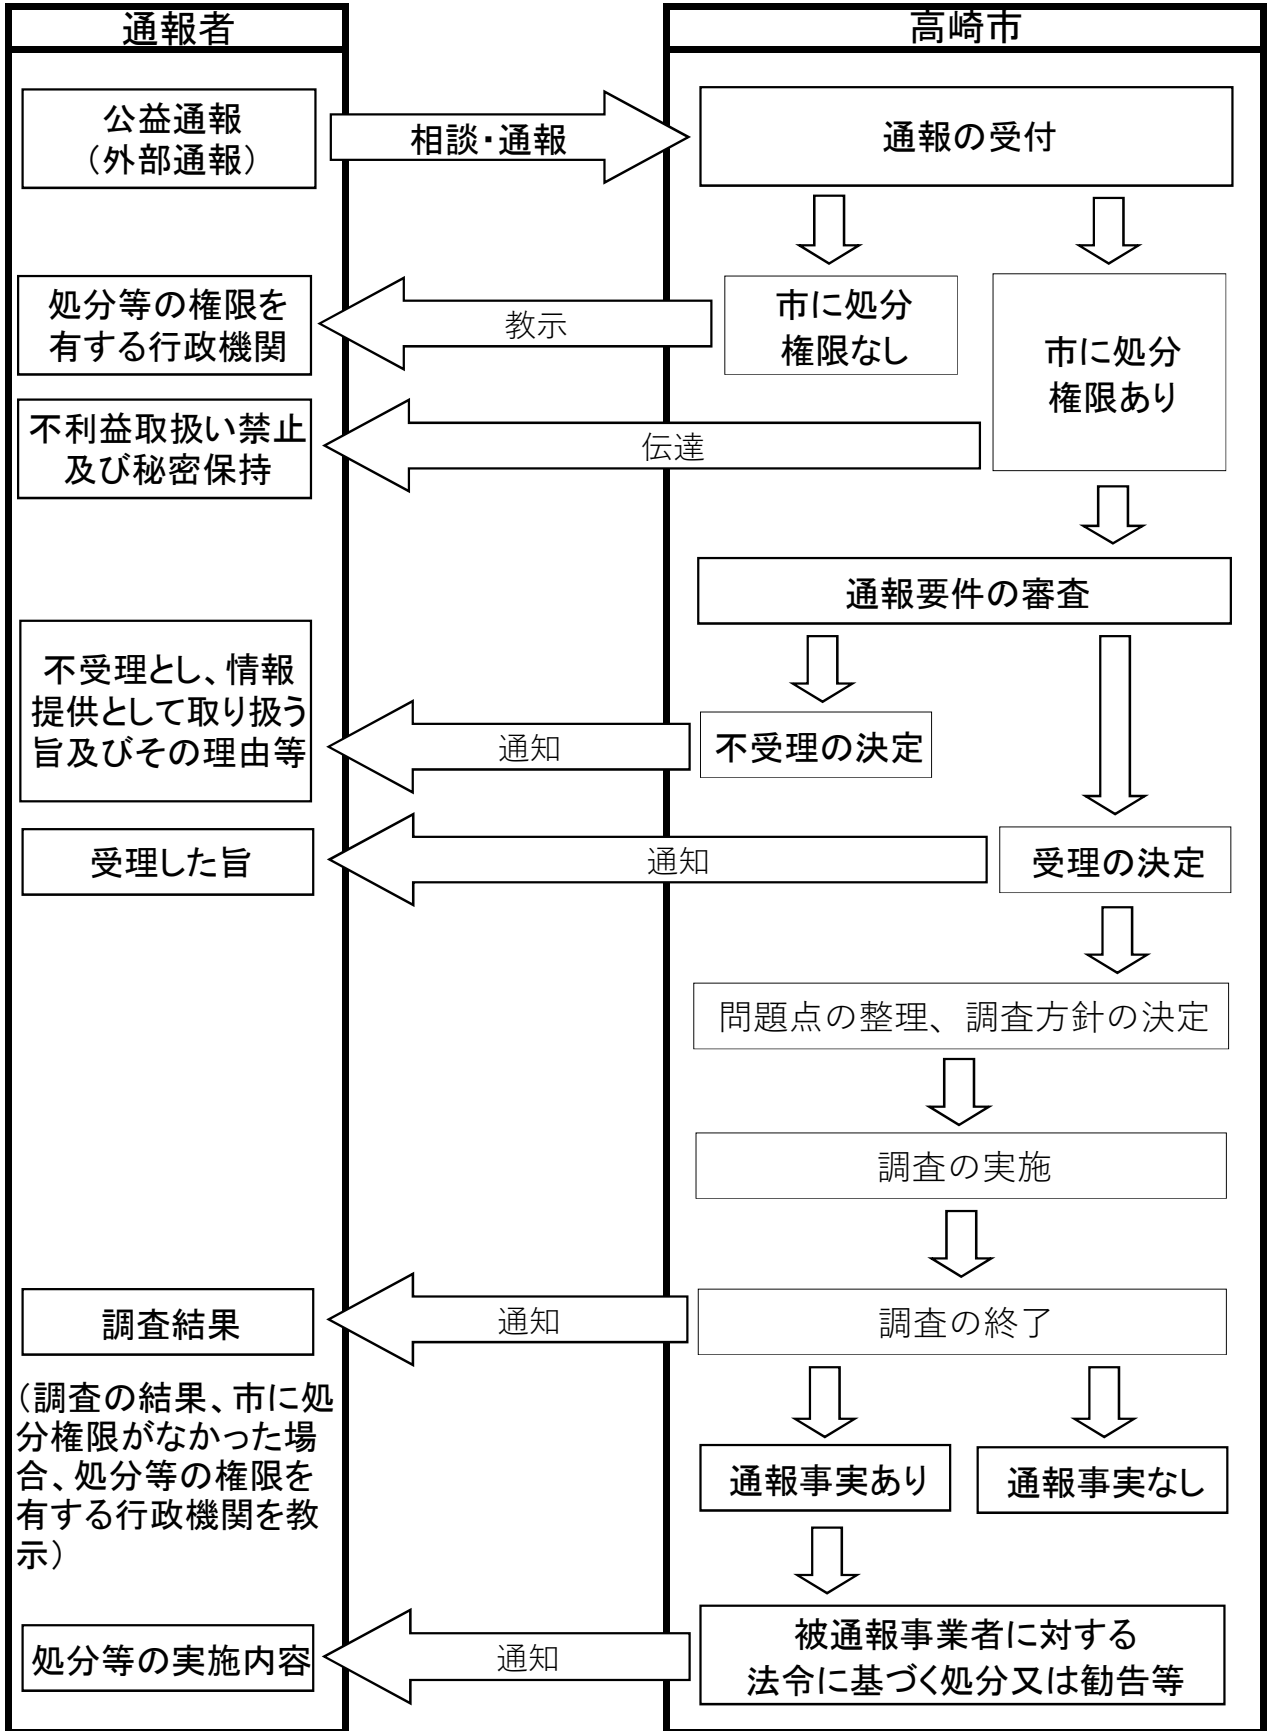 通報者
高崎市
公益通報
（外部通報）
相談・通報
通報の受付
処分等の権限を
有する行政機関
教示
市に処分
権限なし
市に処分
権限あり
不利益取扱い禁止
及び秘密保持
伝達
通報要件の審査
不受理とし、情報
提供として取り扱う
旨及びその理由等
通知
不受理の決定
受理した旨
通知
受理の決定
問題点の整理、調査方針の決定
調査の実施
調査結果
通知
調査の終了
（調査の結果、市に処
分権限がなかった場
合、処分等の権限を
有する行政機関を教
示）
通報事実あり
通報事実なし
処分等の実施内容
通知
被通報事業者に対する
法令に基づく処分又は勧告等